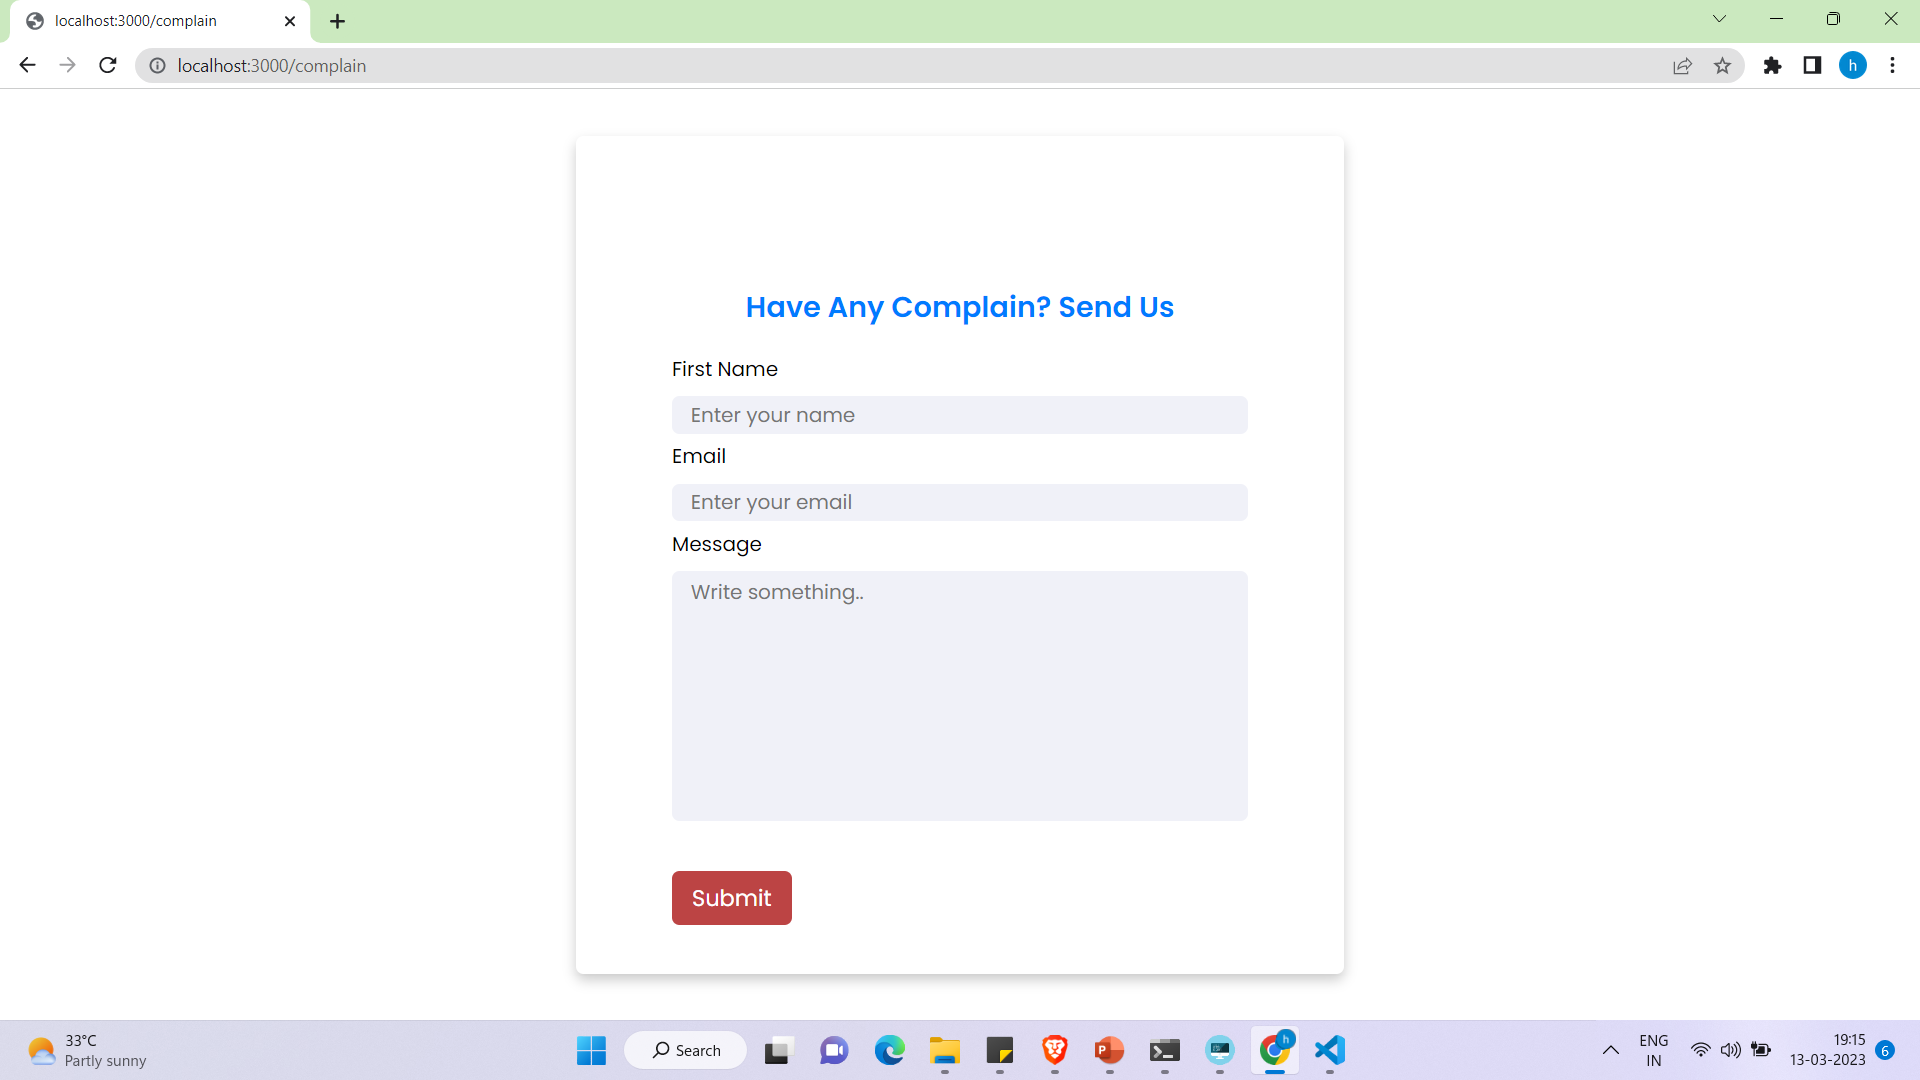 localhost:3000/complain
localhost:3000/complain
h
Have Any Complain? Send Us
First Name
Enter your name
Email
Enter your email
Message
Write something..
Submit
33°C
Partly sunny
Search
P
h
ENG
IN
19:15
13-03-2023
6